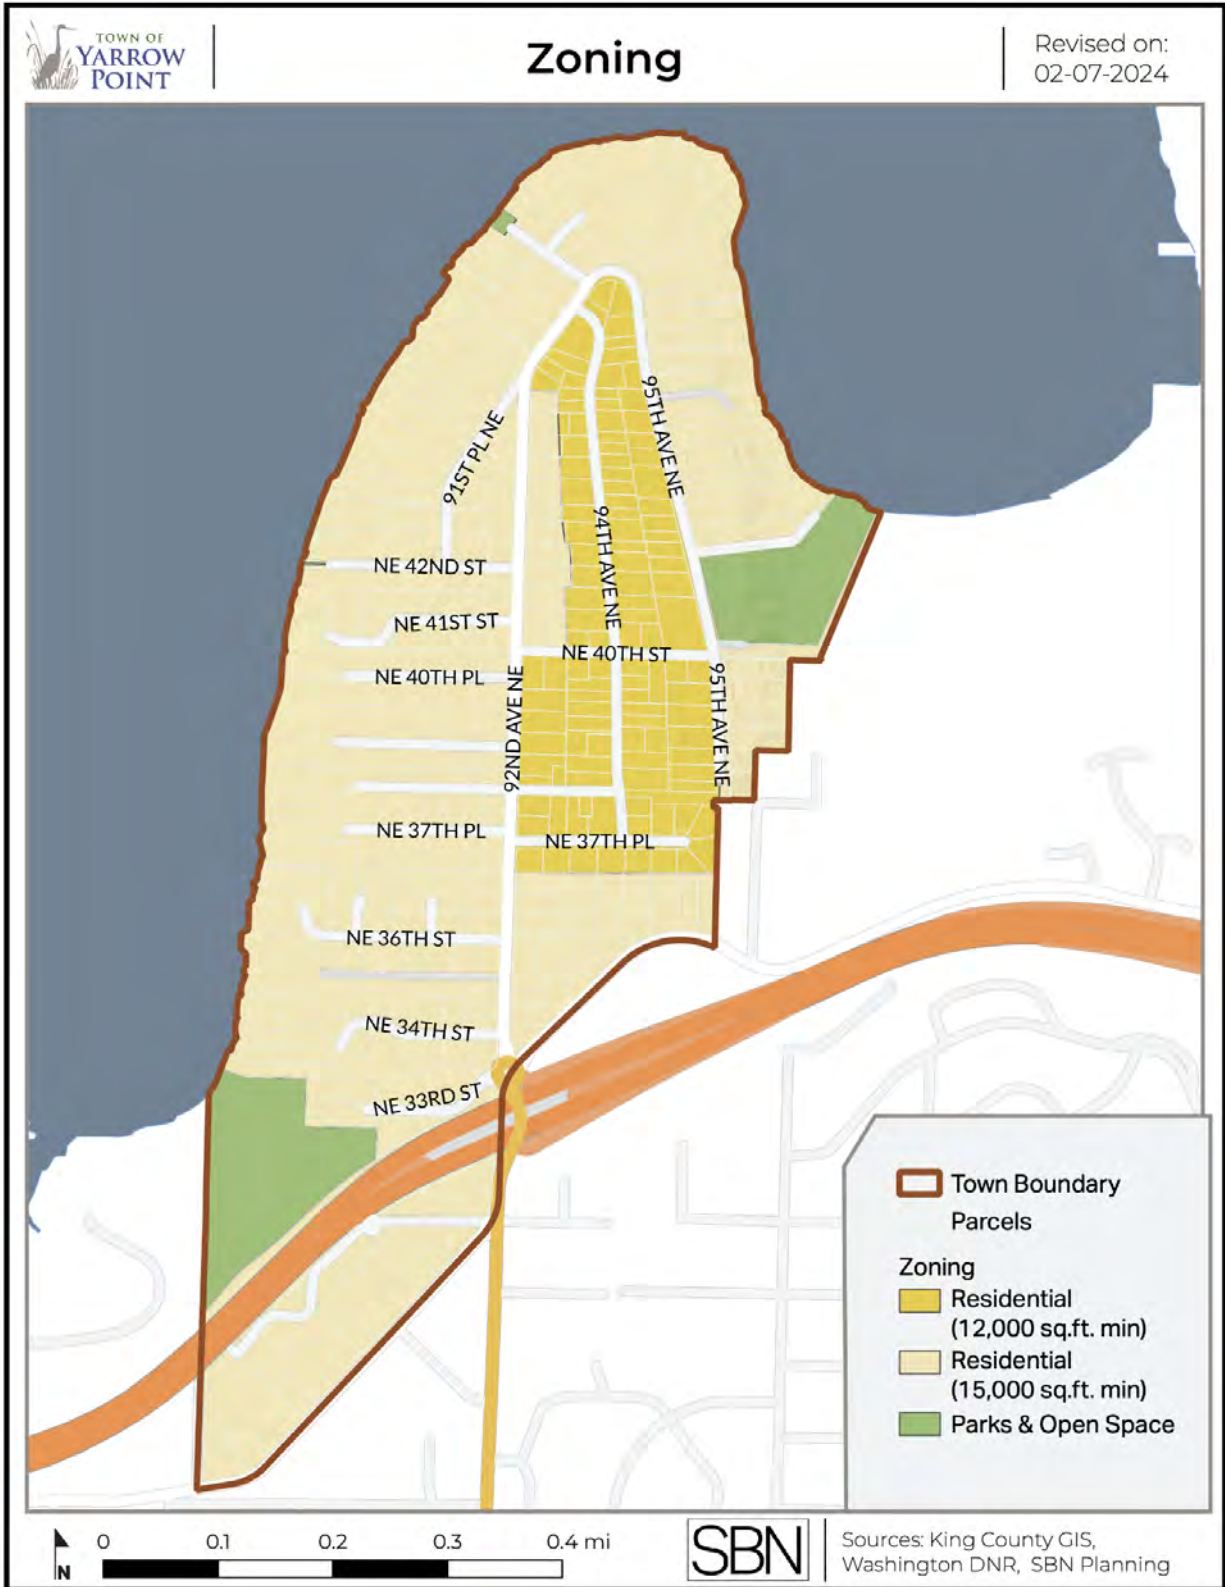 TOWN OF
YARROW
POINT
Zoning
Revised on:
02-07-2024
95TH AVE NE
91ST PL NE
94TH AVE NE
NE 42ND ST
NE 41ST ST
NE 40TH ST
NE 40TH PL
92ND AVE NE
95TH AVE NE
NE 37TH PL
NE 37TH PL
NE 36TH ST
NE 34TH ST
NE 33RD ST
Town Boundary
Parcels
Zoning
Residential
(12,000 sq.ft. min)
Residential
(15,000 sq.ft. min)
Parks & Open Space
N
0 0.1 0.2 0.3 0.4 mi
SBN
Sources: King County GIS,
Washington DNR, SBN Planning